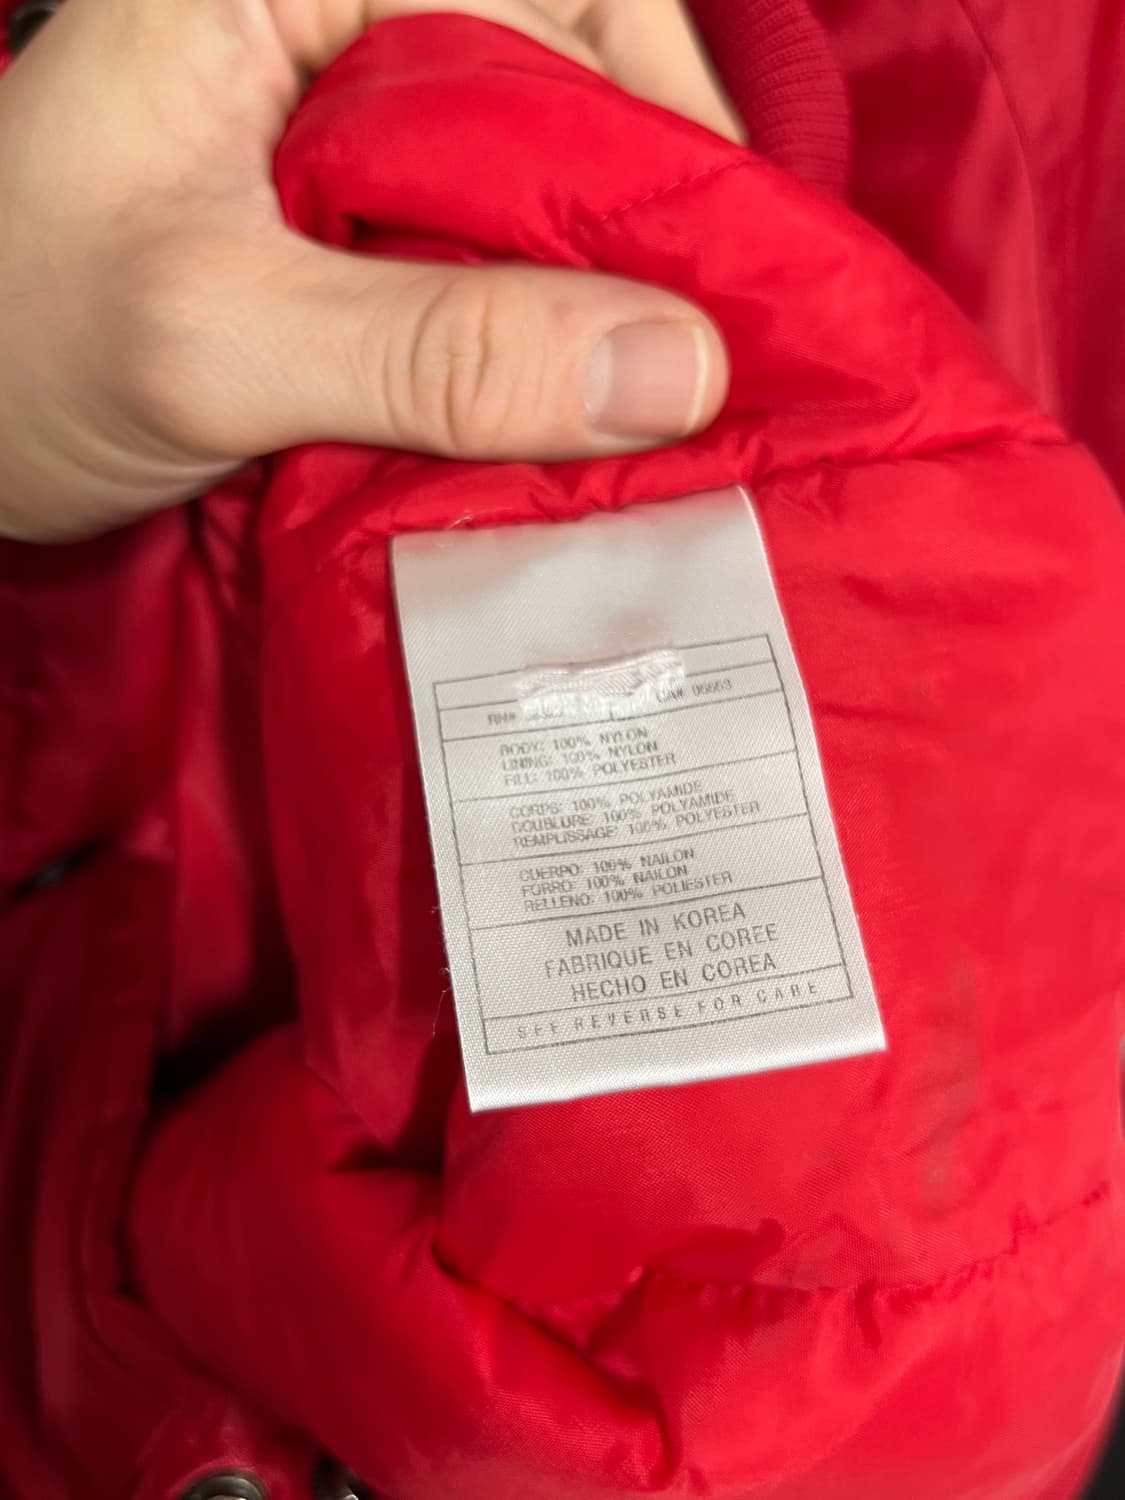 RN# CA# 05553
BODY: 100% NYLON
LINING: 100% NYLON
FILL: 100% POLYESTER
CORPS: 100% POLYAMIDE
DOUBLURE: 100% POLYAMIDE
REMPLISSAGE: 100% POLYESTER
CUERPO: 100% NAILON
FORRO: 100% NAILON
RELLENO: 100% POLIESTER
MADE IN KOREA
FABRIQUE EN COREE
HECHO EN COREA
SEE REVERSE FOR CARE